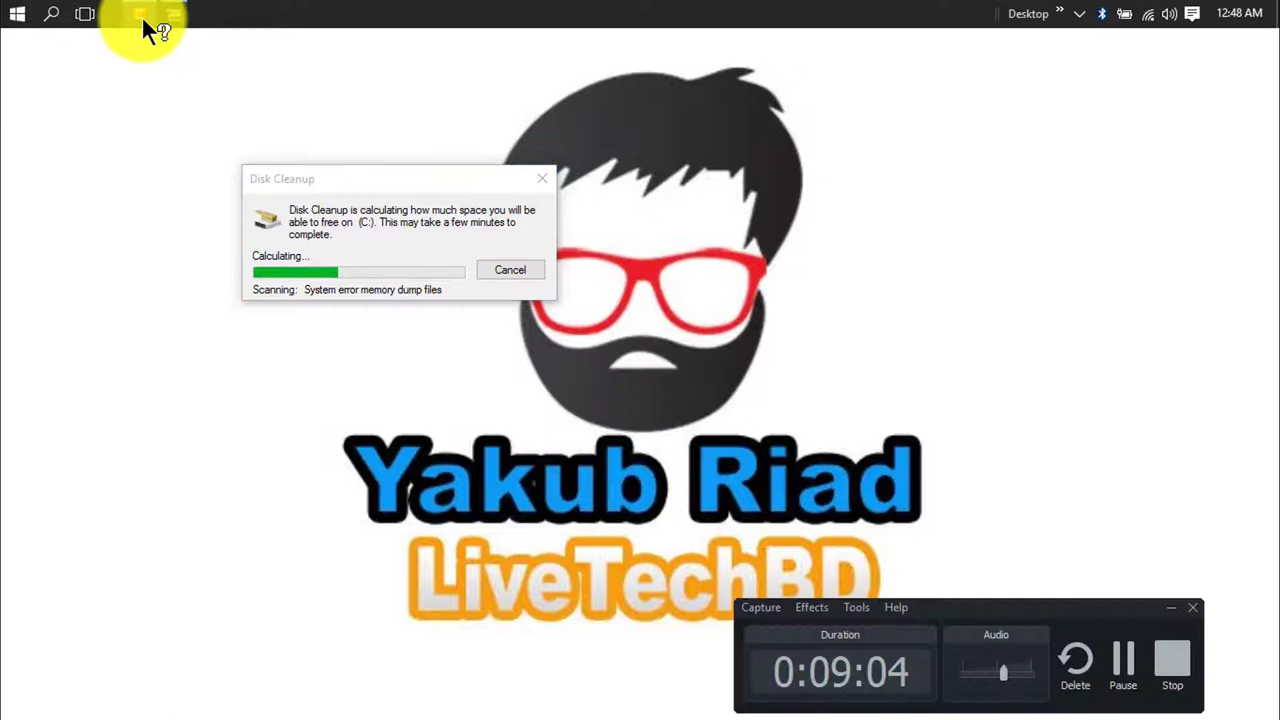 Desktop
12:48 AM
Disk Cleanup
Disk Cleanup is calculating how much space you will be
able to free on  (C:). This may take a few minutes to
complete.
Calculating...
Cancel
Scanning:   System error memory dump files
Yakub Riad
LiveTechBD
Capture   Effects   Tools   Help
Duration   Audio
0:09:04
Delete   Pause   Stop